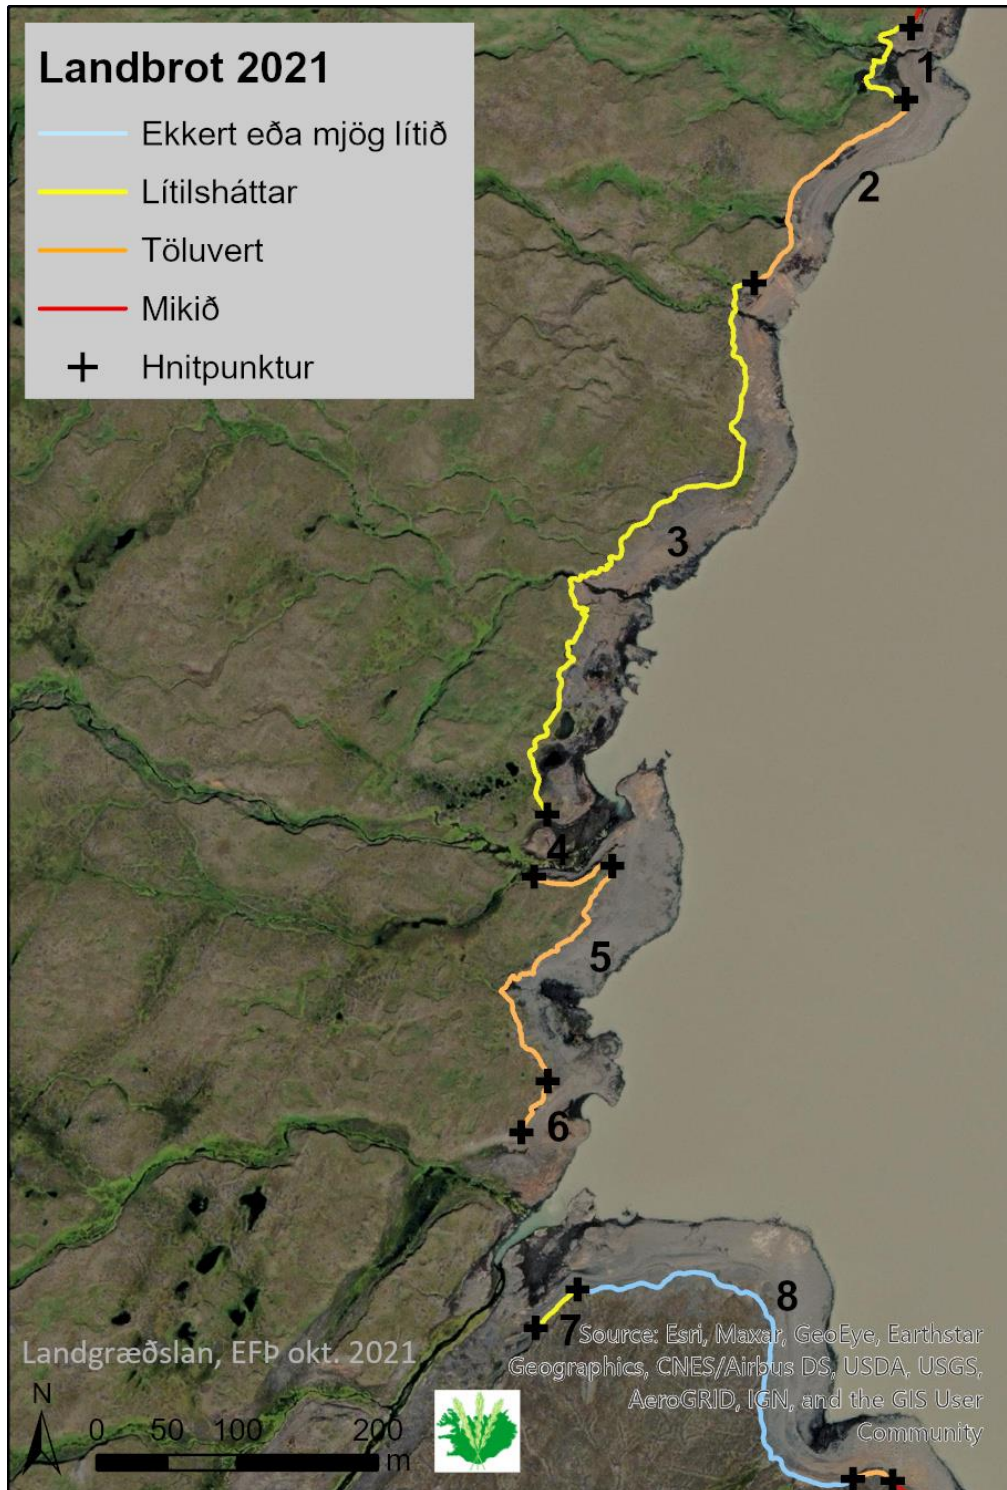 Landbrot 2021
Ekkert eða mjög lítið
Lítilsháttar
Töluvert
Mikið
Hnitpunktur
1
2
3
4
5
6
8
7
Source: Esri, Maxar, GeoEye, Earthstar
Geographics, CNES/Airbus DS, USDA, USGS,
AeroGRID, IGN, and the GIS User
Community
Landgræðslan, EFÞ okt. 2021
N
0 50 100 200
m